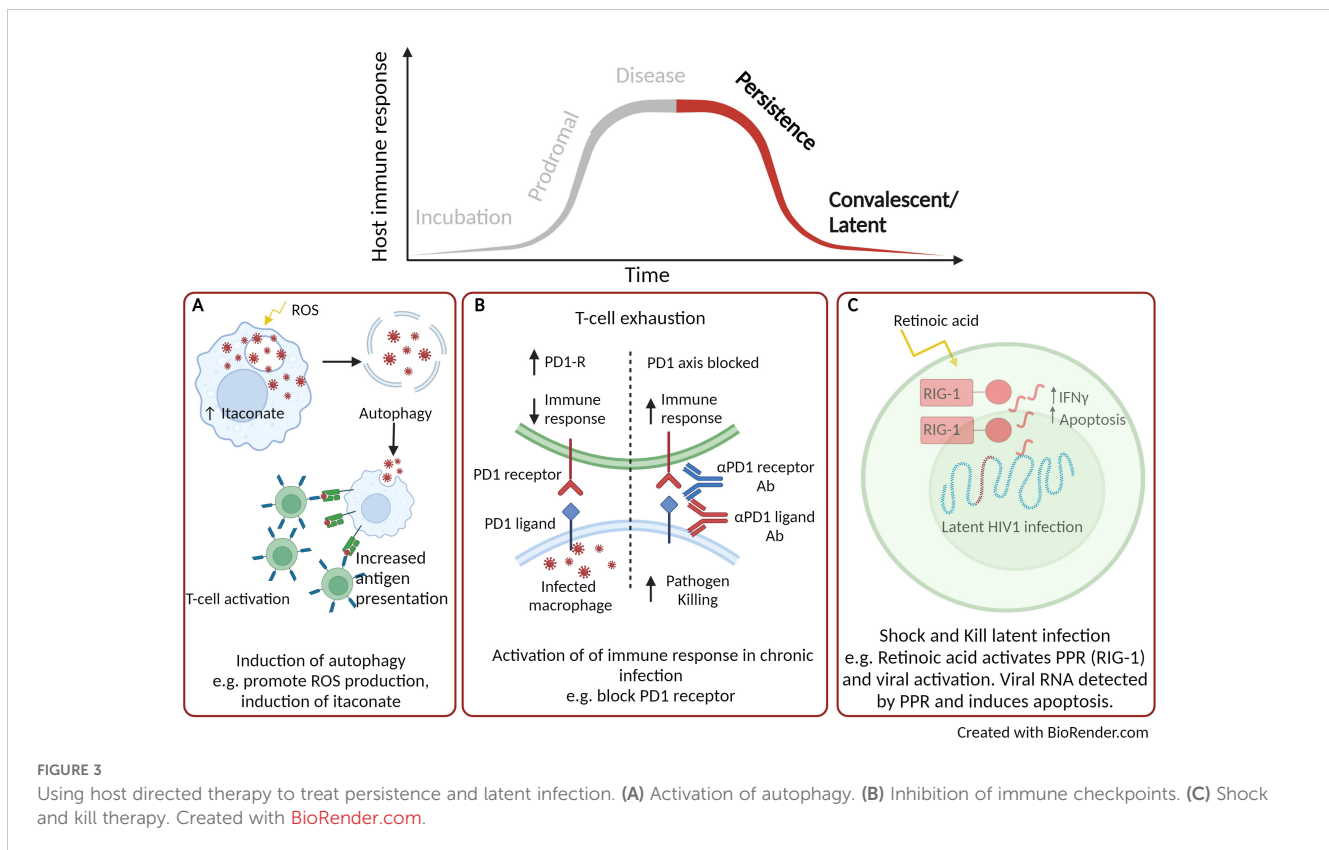 Host immune response
Incubation
Prodromal
Disease
Persistence
Convalescent/
Latent
Time
A
ROS
↑ Itaconate
Autophagy
Increased
antigen
presentation
T-cell activation
Induction of autophagy
e.g. promote ROS production,
induction of itaconate
B
T-cell exhaustion
PD1-R
PD1 axis blocked
Immune
response
Immune
response
PD1 receptor
αPD1 receptor
Ab
PD1 ligand
αPD1 ligand
Ab
Infected
macrophage
Pathogen
Killing
Activation of of immune response in chronic
infection
e.g. block PD1 receptor
C
Retinoic acid
RIG-1
RIG-1
↑IFNγ
↑Apoptosis
Latent HIV1 infection
Shock and Kill latent infection
e.g. Retinoic acid activates PPR (RIG-1)
and viral activation. Viral RNA detected
by PPR and induces apoptosis.
Created with BioRender.com
FIGURE 3
Using host directed therapy to treat persistence and latent infection. (A) Activation of autophagy. (B) Inhibition of immune checkpoints. (C) Shock
and kill therapy. Created with BioRender.com.